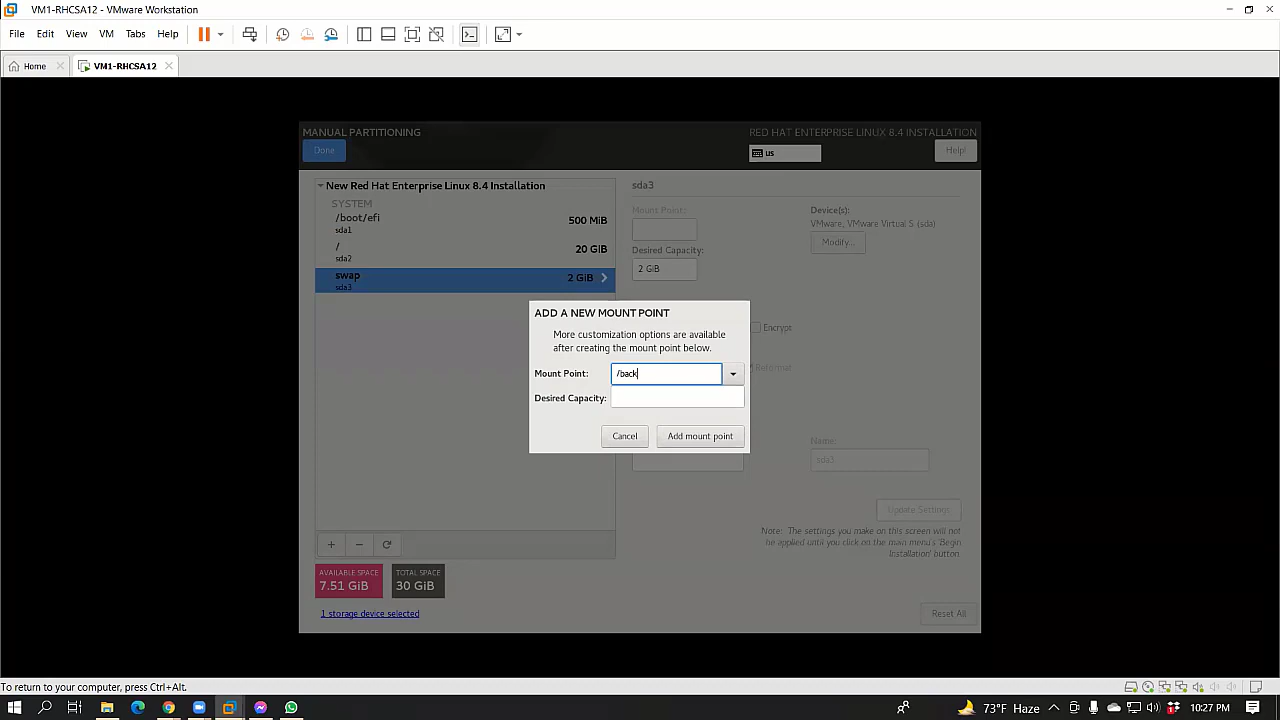 VM1-RHCSA12 - VMware Workstation
File Edit View VM Tabs Help
Home VM1-RHCSA12
MANUAL PARTITIONING
RED HAT ENTERPRISE LINUX 8.4 INSTALLATION
Done
us
Help!
New Red Hat Enterprise Linux 8.4 Installation
SYSTEM
/boot/efi
sda1
500 MiB
/
sda2
20 GiB
swap
sda3
2 GiB
sda3
Mount Point:
Desired Capacity:
2 GiB
Device(s):
VMware, VMware Virtual S (sda)
Modify...
Encrypt
Reformat
Name:
sda3
Update Settings
Note: The settings you make on this screen will not
be applied until you click on the main menu's 'Begin
Installation' button.
ADD A NEW MOUNT POINT
More customization options are available
after creating the mount point below.
Mount Point: /back
Desired Capacity:
Cancel Add mount point
+ − 
AVAILABLE SPACE
7.51 GiB
TOTAL SPACE
30 GiB
1 storage device selected
Reset All
To return to your computer, press Ctrl+Alt.
73°F Haze
10:27 PM